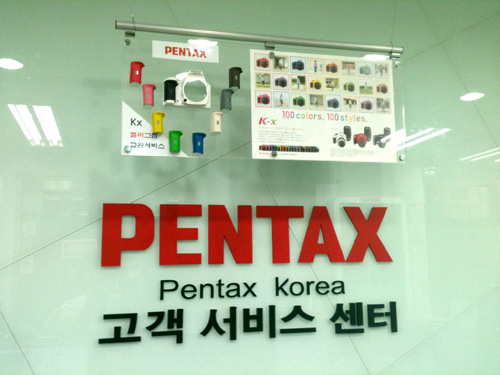 PENTAX
Kx
컬러그립
교환서비스
K-x
100 colors, 100 styles.
PENTAX
Pentax Korea
고객 서비스 센터